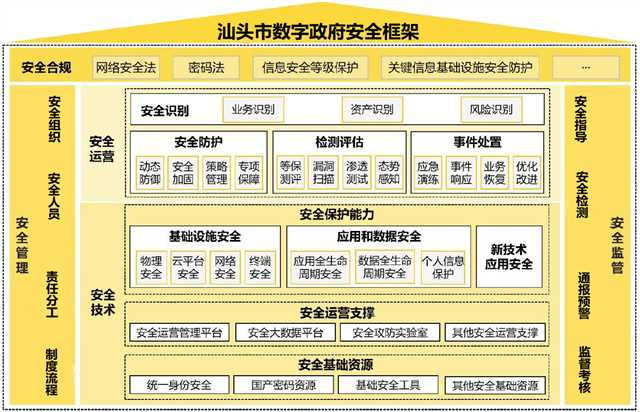 汕头市数字政府安全框架
安全合规
网络安全法
密码法
信息安全等级保护
关键信息基础设施安全防护
...
安全管理
安全组织
安全人员
责任分工
制度流程
安全运营
安全识别
业务识别
资产识别
风险识别
安全防护
动态防御
安全加固
策略管理
专项保障
检测评估
等保测评
漏洞扫描
渗透测试
态势感知
事件处置
应急演练
事件响应
业务恢复
优化改进
安全技术
安全保护能力
基础设施安全
物理安全
云平台安全
网络安全
终端安全
应用和数据安全
应用全生命周期安全
数据全生命周期安全
个人信息保护
新技术应用安全
安全运营支撑
安全运营管理平台
安全大数据平台
安全攻防实验室
其他安全运营支撑
安全基础资源
统一身份安全
国产密码资源
基础安全工具
其他安全基础资源
安全指导
安全检测
通报预警
监督考核
安全监管